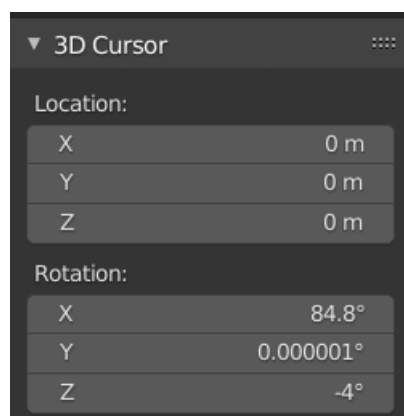 3D Cursor
Location:
X 0 m
Y 0 m
Z 0 m
Rotation:
X 84.8°
Y 0.000001°
Z -4°